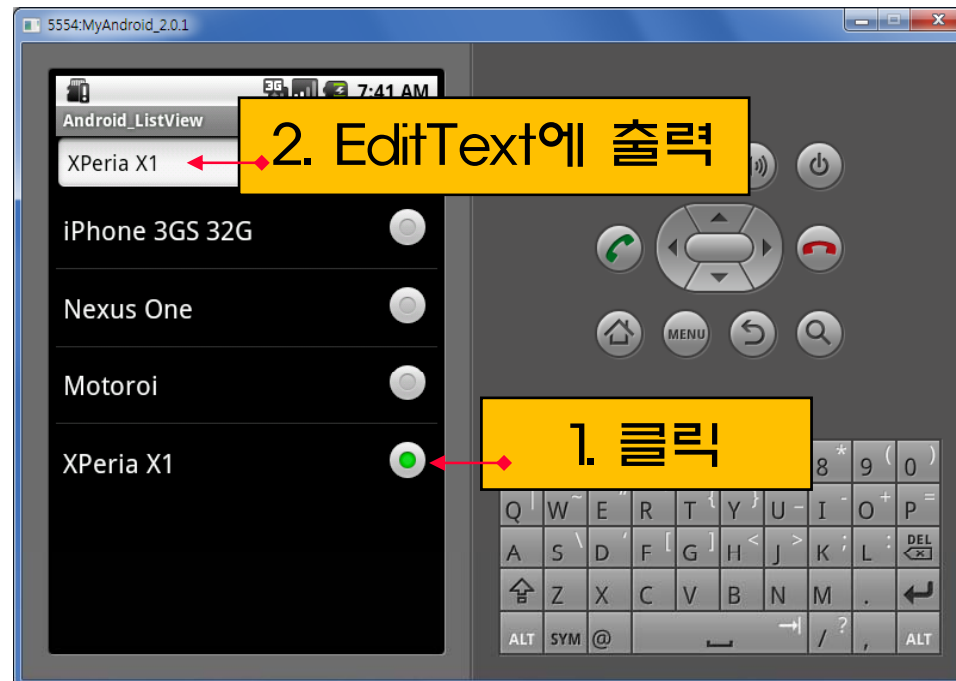 5554:MyAndroid_2.0.1
3G
7:41 AM
Android_ListView
2. EditText에 출력
XPeria X1
iPhone 3GS 32G
Nexus One
MENU
Motoroi
1. 클릭
XPeria X1
8 * 9 ( 0 )
Q | W ~ E " R T { Y } U - I - O + P =
A S \ D ' F [ G ] H < J > K ; L : DEL
Z X C V B N M .
ALT SYM @ / ? , ALT